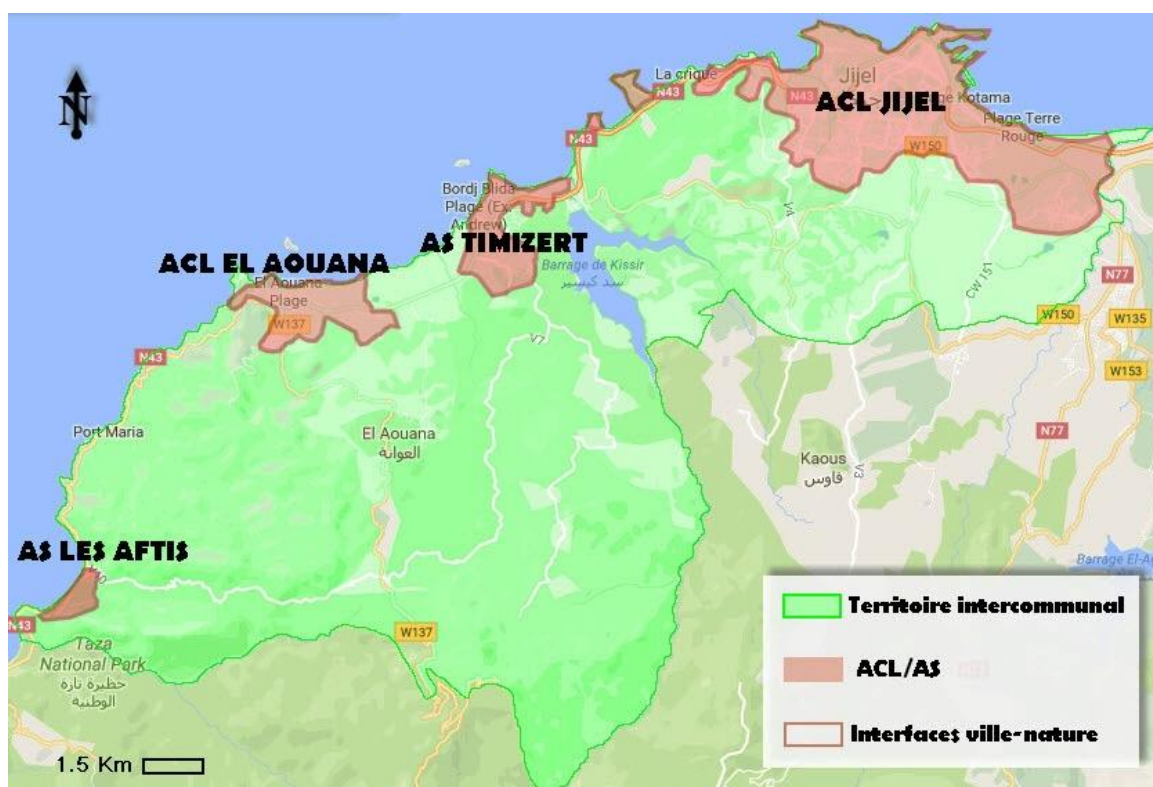 N
La crique
N43
Jijel
N43
ACL JIJEL
Kotama
Plage Terre
Rouge
N43
W150
Bordj Blida
Plage (Ex.
Andrew)
V4
AS TIMIZERT
ACL EL AOUANA
El Aouana
Plage
W137
Barrage de Kissir
سد كيسير
CW 151
N77
W150
W135
N43
V7
W153
Port Maria
El Aouana
العوانة
N77
Kaous
قاوس
V3
AS LES AFTIS
Barrage El-A
N43
W137
Taza
National Park
حظيرة تازة
الوطنية
Territoire intercommunal
ACL/AS
Interfaces ville-nature
1.5 Km